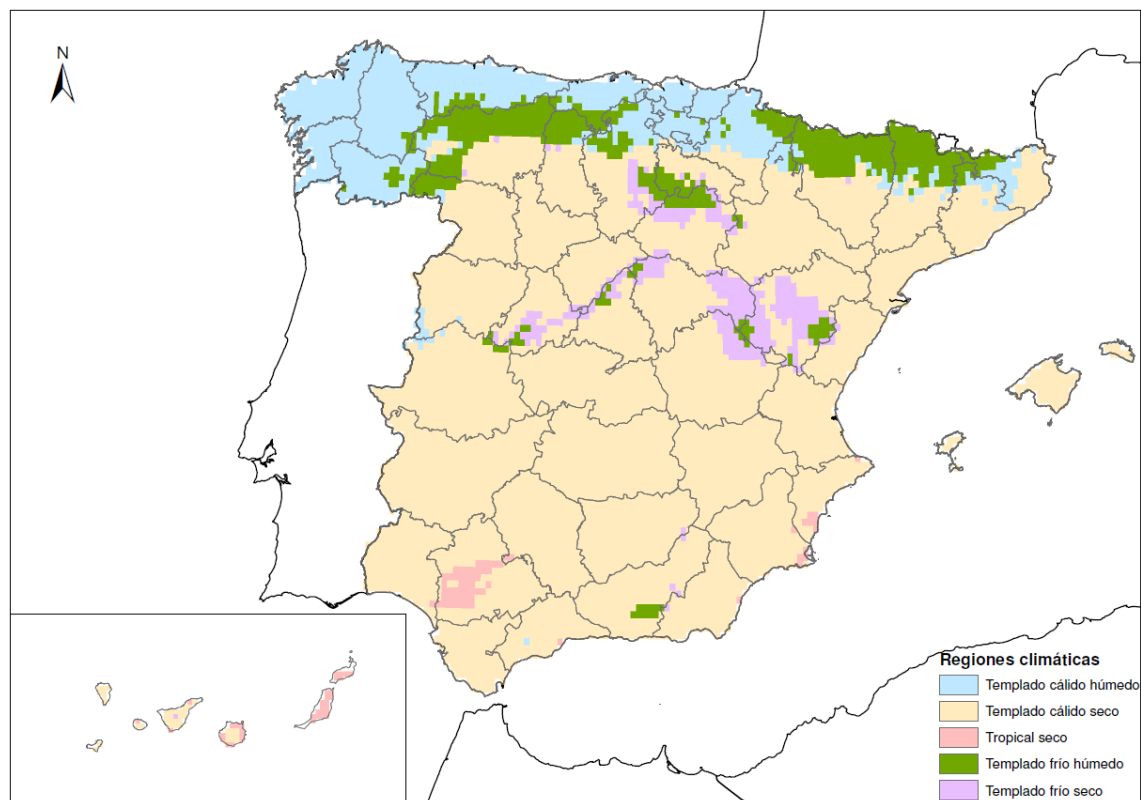 N
Regiones climáticas
Templado cálido húmedo
Templado cálido seco
Tropical seco
Templado frío húmedo
Templado frío seco